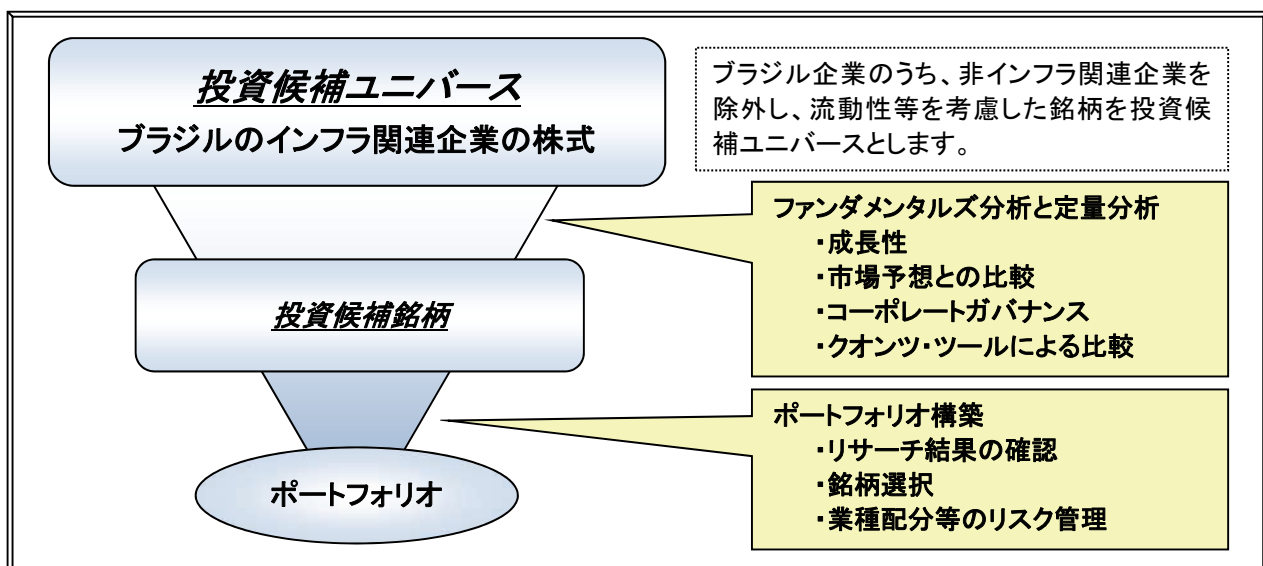 投資候補ユニバース
ブラジルのインフラ関連企業の株式
ブラジル企業のうち、非インフラ関連企業を
除外し、流動性等を考慮した銘柄を投資候
補ユニバースとします。
ファンダメンタルズ分析と定量分析
・成長性
・市場予想との比較
・コーポレートガバナンス
・クオンツ・ツールによる比較
投資候補銘柄
ポートフォリオ構築
・リサーチ結果の確認
・銘柄選択
・業種配分等のリスク管理
ポートフォリオ